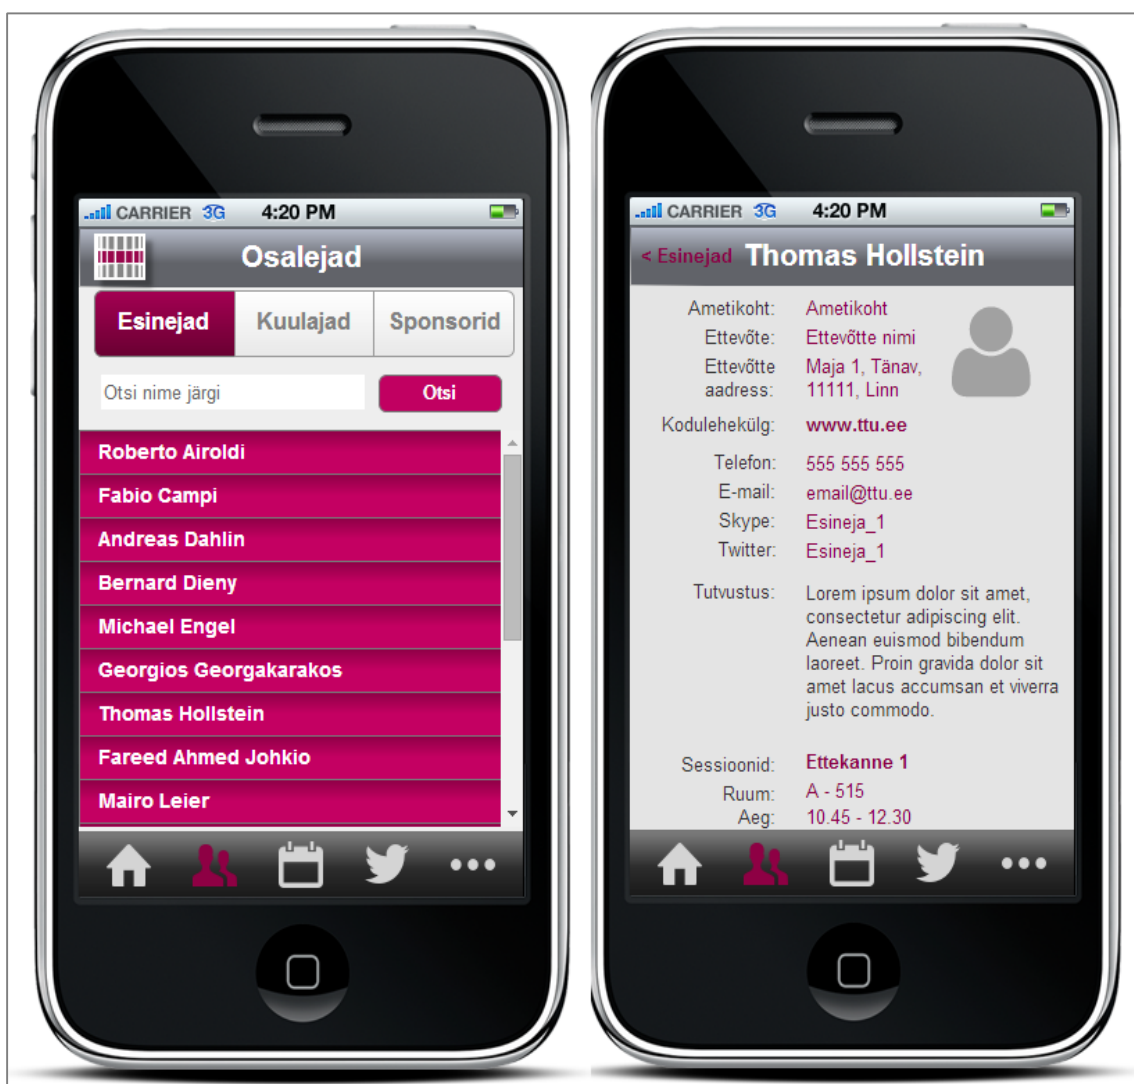 CARRIER 3G 4:20 PM
Osalejad
Esinejad Kuulajad Sponsorid
Otsi nime järgi Otsi
Roberto Airoldi
Fabio Campi
Andreas Dahlin
Bernard Dieny
Michael Engel
Georgios Georgakarakos
Thomas Hollstein
Fareed Ahmed Johkio
Mairo Leier
CARRIER 3G 4:20 PM
< Esinejad Thomas Hollstein
Ametikoht: Ametikoht
Ettevõte: Ettevõtte nimi
Ettevõtte Maja 1, Tänav,
aadress: 11111, Linn
Kodulehekülg: www.ttu.ee
Telefon: 555 555 555
E-mail: email@ttu.ee
Skype: Esineja_1
Twitter: Esineja_1
Tutvustus: Lorem ipsum dolor sit amet,
consectetur adipiscing elit.
Aenean euismod bibendum
laoreet. Proin gravida dolor sit
amet lacus accumsan et viverra
justo commodo.
Sessioonid: Ettekanne 1
Ruum: A - 515
Aeg: 10.45 - 12.30